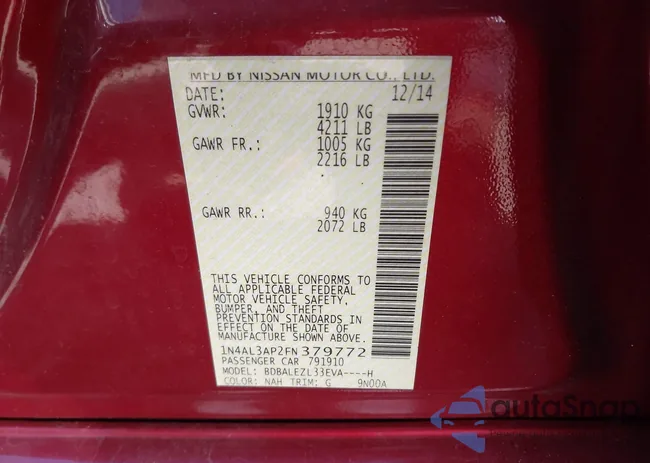 MFD BY NISSAN MOTOR CO., LTD.
DATE: 12/14
GVWR: 1910 KG
4211 LB
GAWR FR.: 1005 KG
2216 LB
GAWR RR.: 940 KG
2072 LB
THIS VEHICLE CONFORMS TO
ALL APPLICABLE FEDERAL
MOTOR VEHICLE SAFETY,
BUMPER, AND THEFT
PREVENTION STANDARDS IN
EFFECT ON THE DATE OF
MANUFACTURE SHOWN ABOVE.
1N4AL3AP2FN379772
PASSENGER CAR 791910
MODEL: BDBALEZL33EVA----H
COLOR: NAH TRIM: G 9N00A
autoSnap